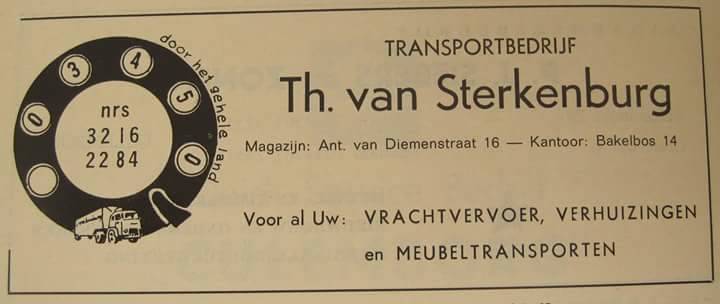 door het gehele land
0 3 4 5 0
nrs
3216
2284
TRANSPORTBEDRIJF
Th. van Sterkenburg
Magazijn: Ant. van Diemenstraat 16 — Kantoor: Bakelbos 14
Voor al Uw: VRACHTVERVOER, VERHUIZINGEN
en MEUBELTRANSPORTEN